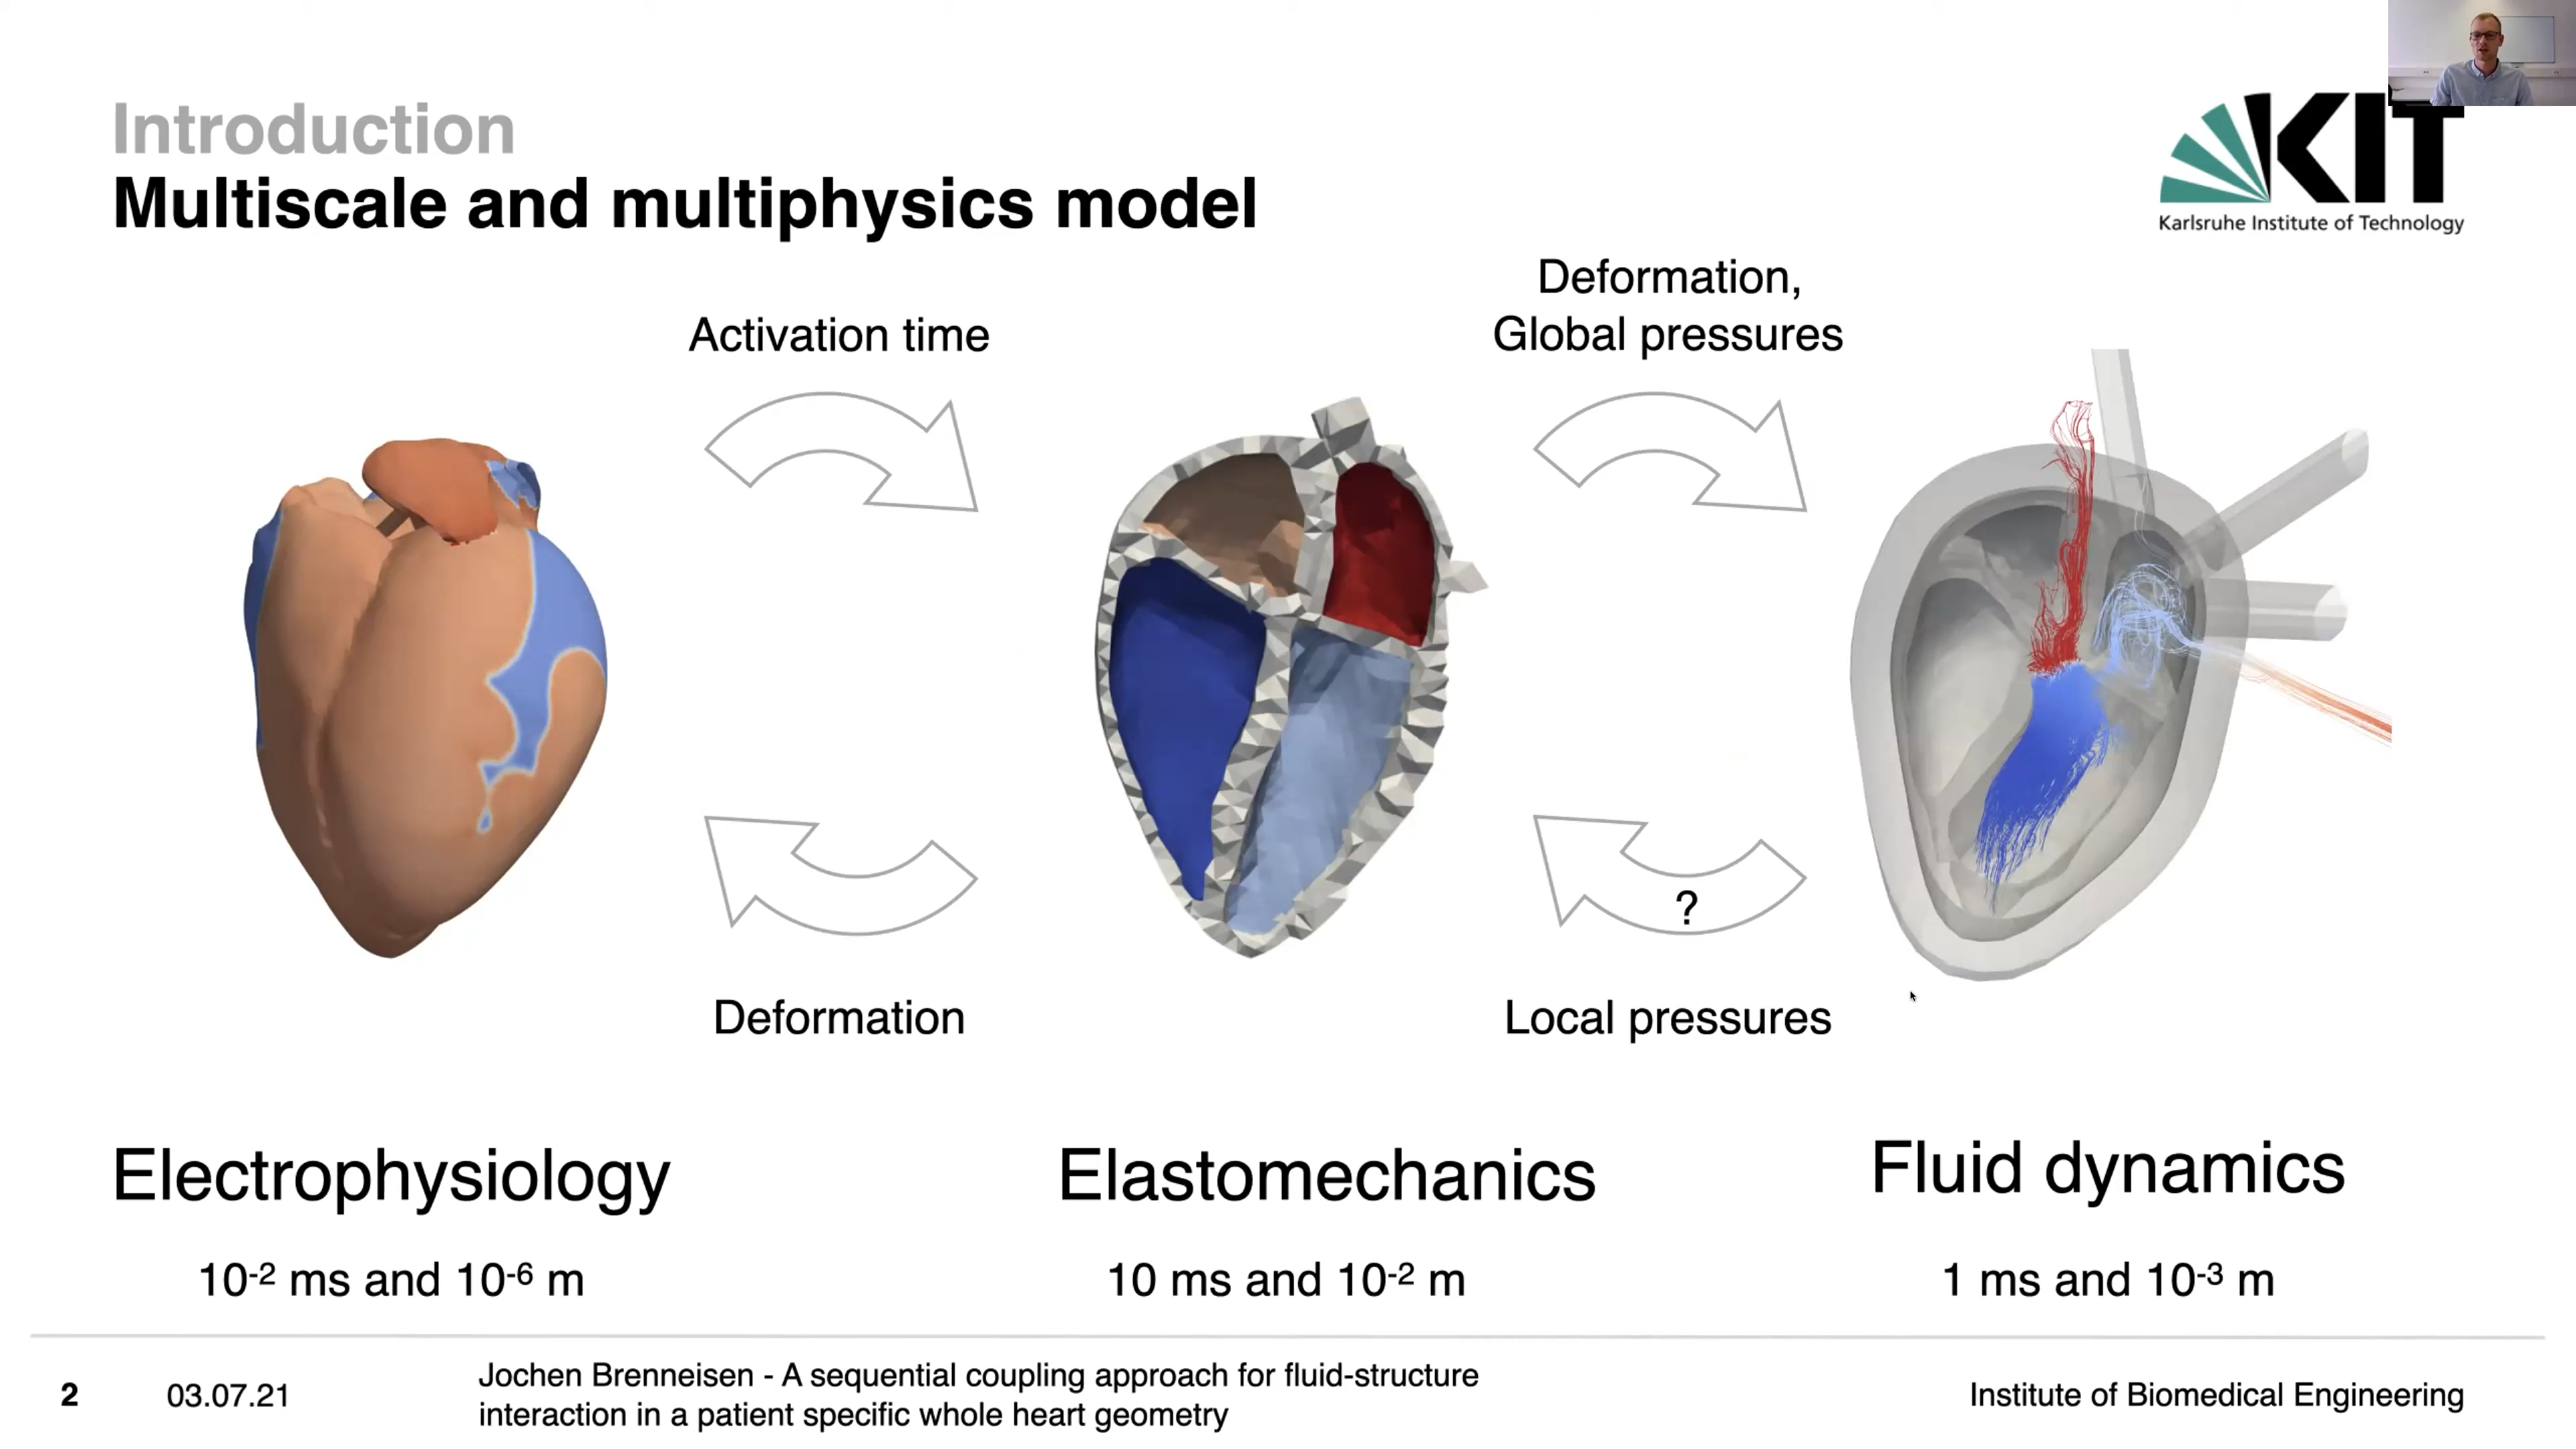 Introduction
Multiscale and multiphysics model
KIT
Karlsruhe Institute of Technology
Activation time
Deformation,
Global pressures
?
Deformation
Local pressures
Electrophysiology
Elastomechanics
Fluid dynamics
10⁻² ms and 10⁻⁶ m
10 ms and 10⁻² m
1 ms and 10⁻³ m
2
03.07.21
Jochen Brenneisen - A sequential coupling approach for fluid-structure
interaction in a patient specific whole heart geometry
Institute of Biomedical Engineering